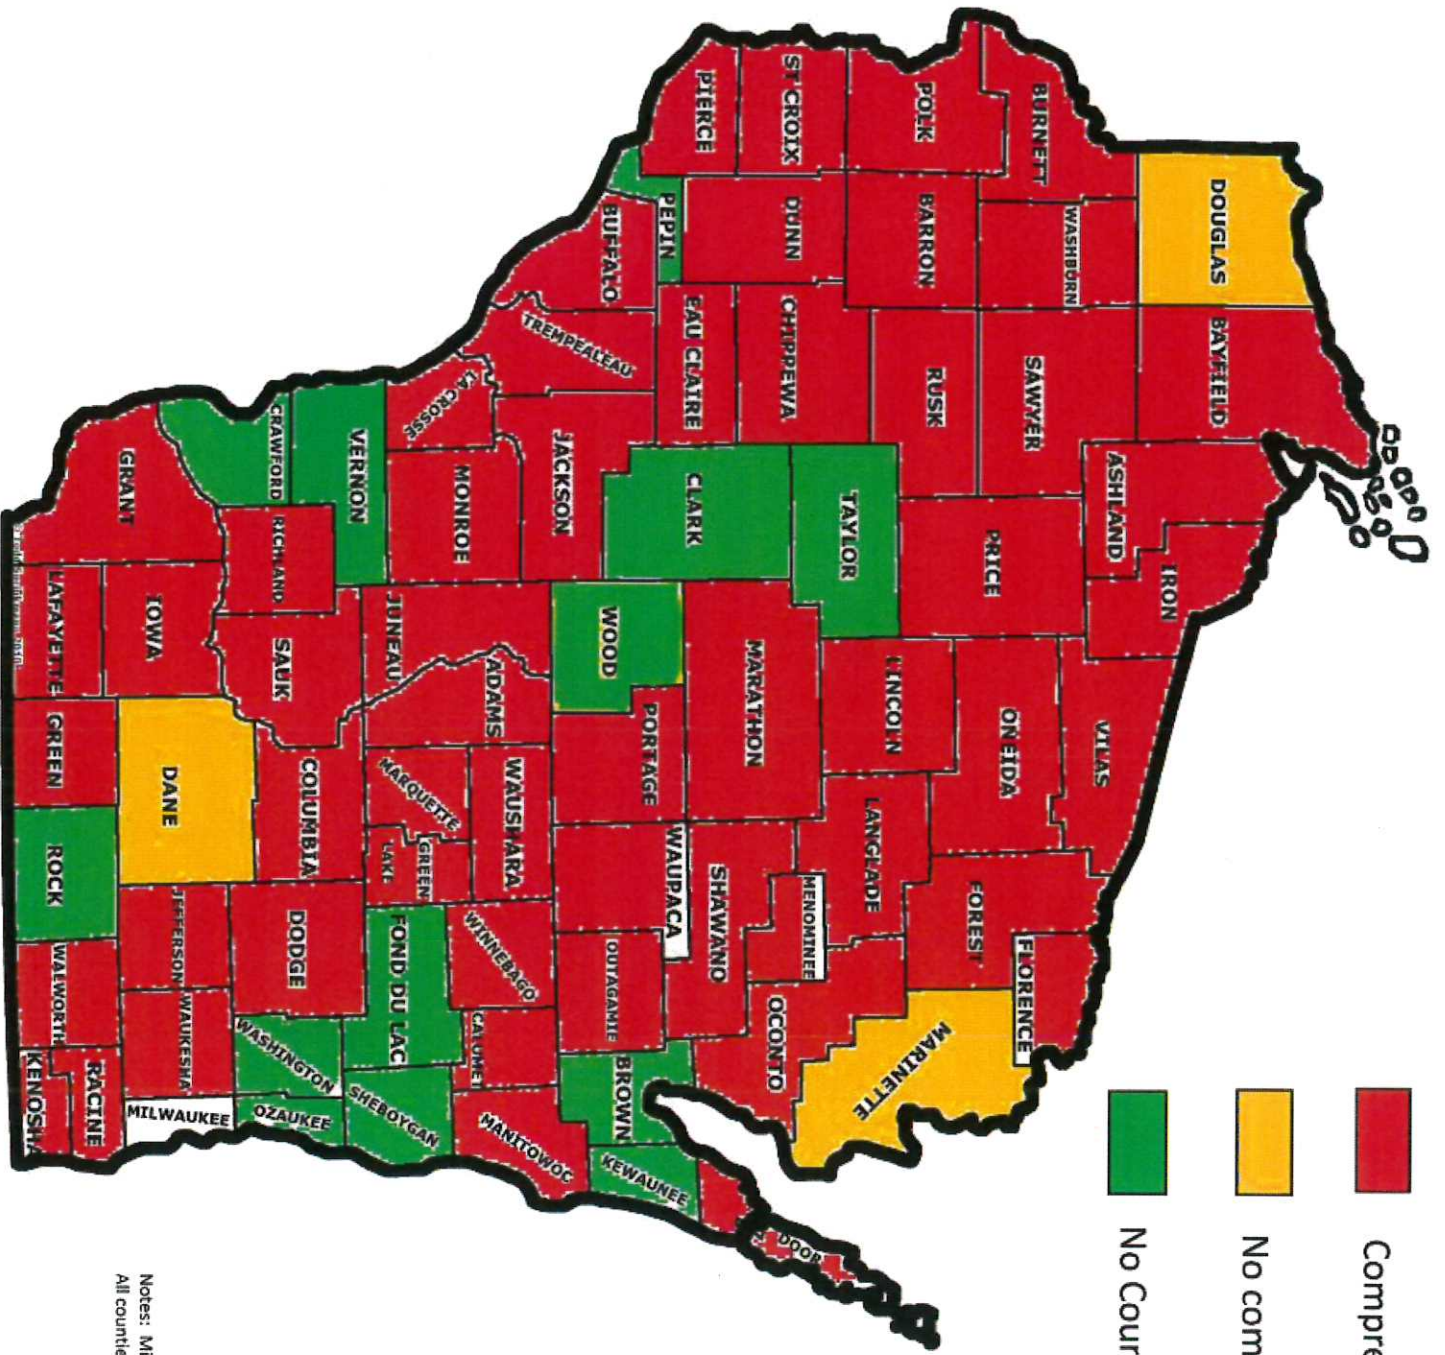 DOUGLAS
BAYFIELD
BURNETT
WASHBURN
SAWYER
ASHLAND
IRON
VILAS
POLK
BARRON
RUSK
PRICE
ONEIDA
FOREST
FLORENCE
MARINETTE
ST CROIX
DUNN
CHIPPEWA
TAYLOR
LINCOLN
LANGLADE
MENOMINEE
OCONTO
PIERCE
PEPIN
EAU CLAIRE
CLARK
MARATHON
SHAWANO
BUFFALO
TREMPEALEAU
JACKSON
WOOD
PORTAGE
WAUPACA
OUTAGAMIE
BROWN
KEWAUNEE
DOOR
LA CROSSE
MONROE
JUNEAU
ADAMS
WAUSHARA
WINNEBAGO
CALUMET
MANITOWOC
VERNON
MARQUETTE
GREEN
LAKE
FOND DU LAC
SHEBOYGAN
CRAWFORD
RICHLAND
SAUK
COLUMBIA
DODGE
WASHINGTON
OZAUKEE
GRANT
IOWA
DANE
JEFFERSON
WAUKESHA
MILWAUKEE
LAFAYETTE
GREEN
ROCK
WALWORTH
RACINE
KENOSHA
Compre
No com
No Cour
Notes: Mi
All countie